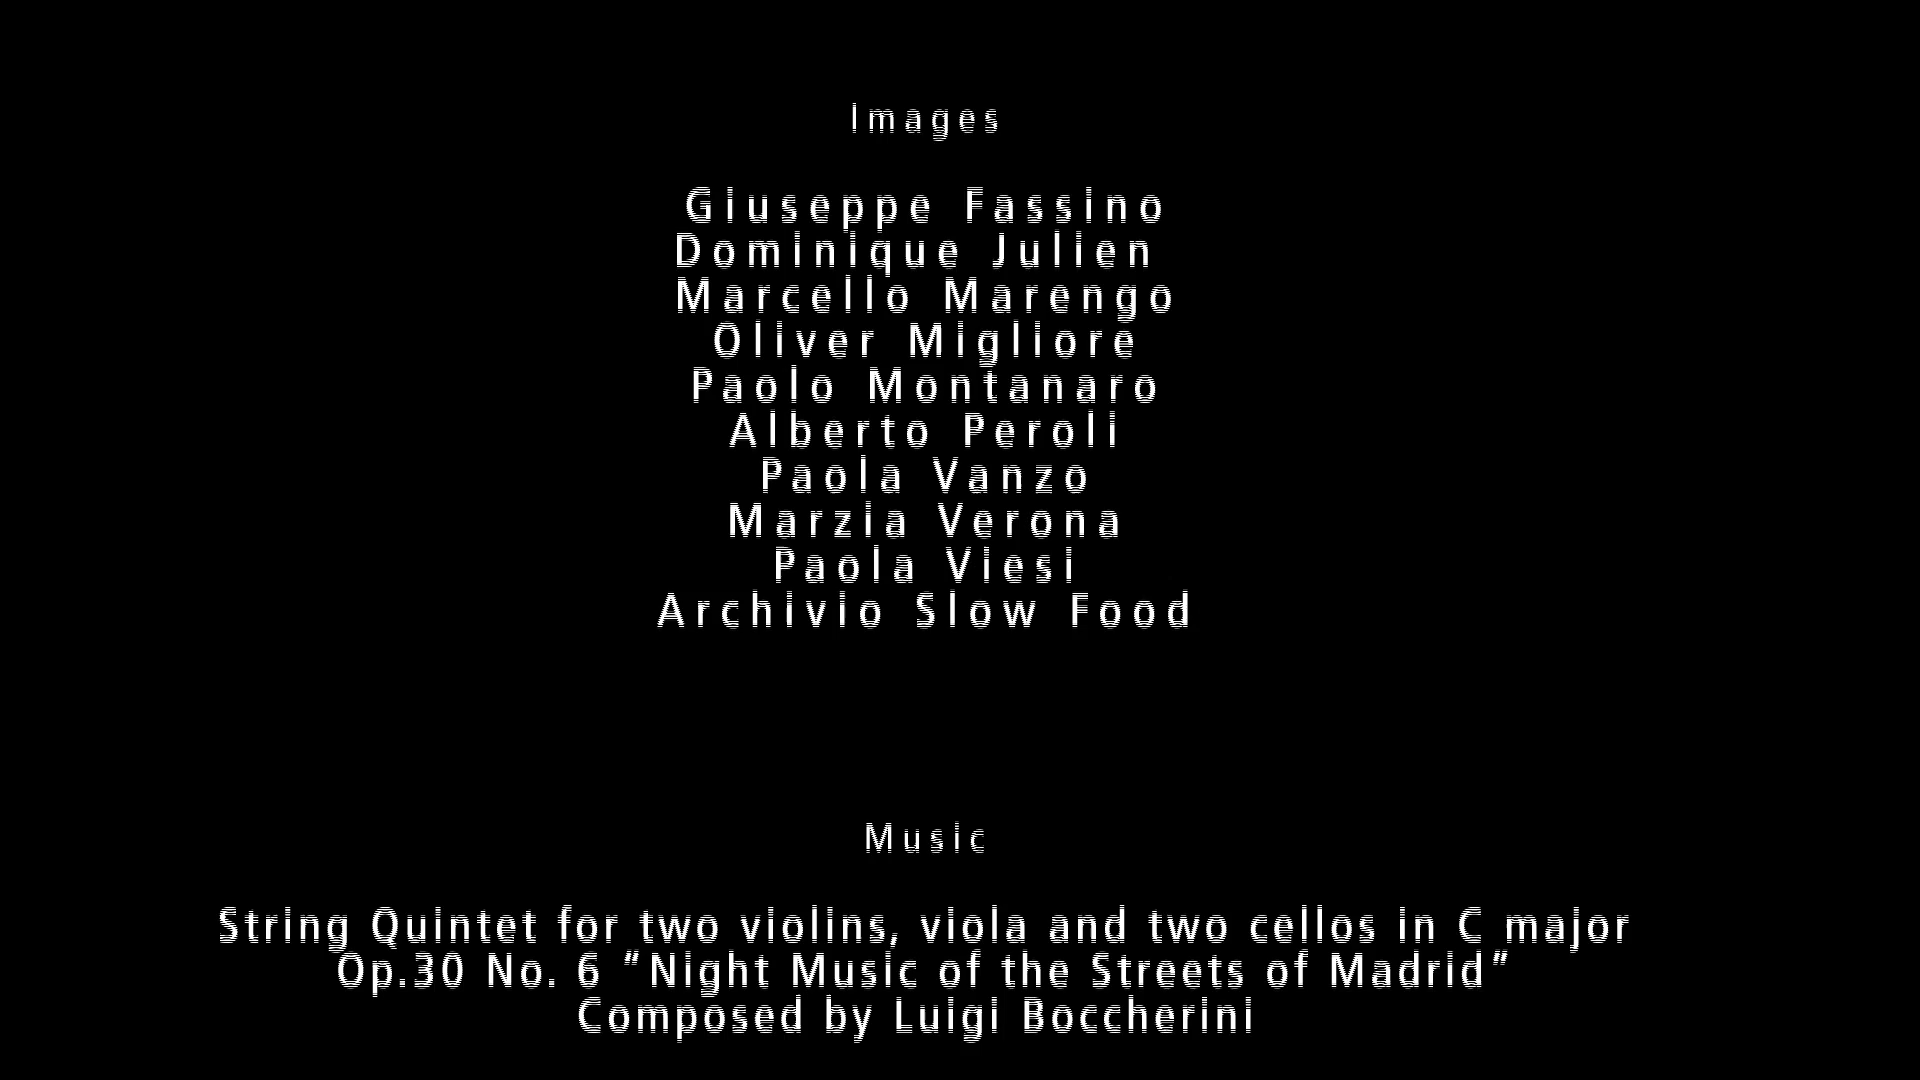 Images
Giuseppe Fassino
Dominique Julien
Marcello Marengo
Oliver Migliore
Paolo Montanaro
Alberto Peroli
Paola Vanzo
Marzia Verona
Paola Viesi
Archivio Slow Food
Music
String Quintet for two violins, viola and two cellos in C major
Op.30 No. 6 “Night Music of the Streets of Madrid”
Composed by Luigi Boccherini